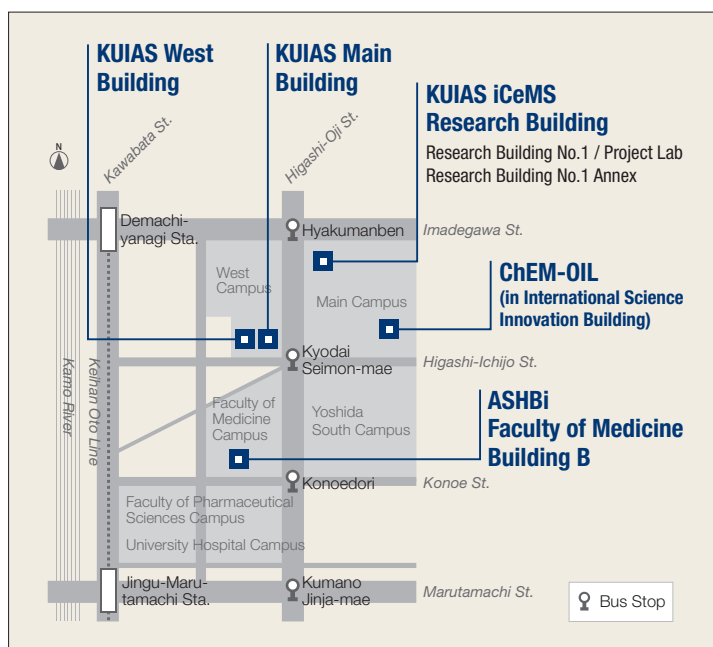 KUIAS West
Building
KUIAS Main
Building
KUIAS iCeMS
Research Building
Research Building No.1 / Project Lab
Research Building No.1 Annex
N
Kawabata St.
Higashi-Oji St.
Demachi-
yanagi Sta.
Hyakumanben
Imadegawa St.
West
Campus
Main Campus
ChEM-OIL
(in International Science
Innovation Building)
Kyodai
Seimon-mae
Higashi-Ichijo St.
Kamo River
Keihan Oto Line
Faculty of
Medicine
Campus
Yoshida
South Campus
ASHBi
Faculty of Medicine
Building B
Konoedori
Konoe St.
Faculty of Pharmaceutical
Sciences Campus
University Hospital Campus
Jingu-Maru-
tamachi Sta.
Kumano
Jinja-mae
Marutamachi St.
Bus Stop